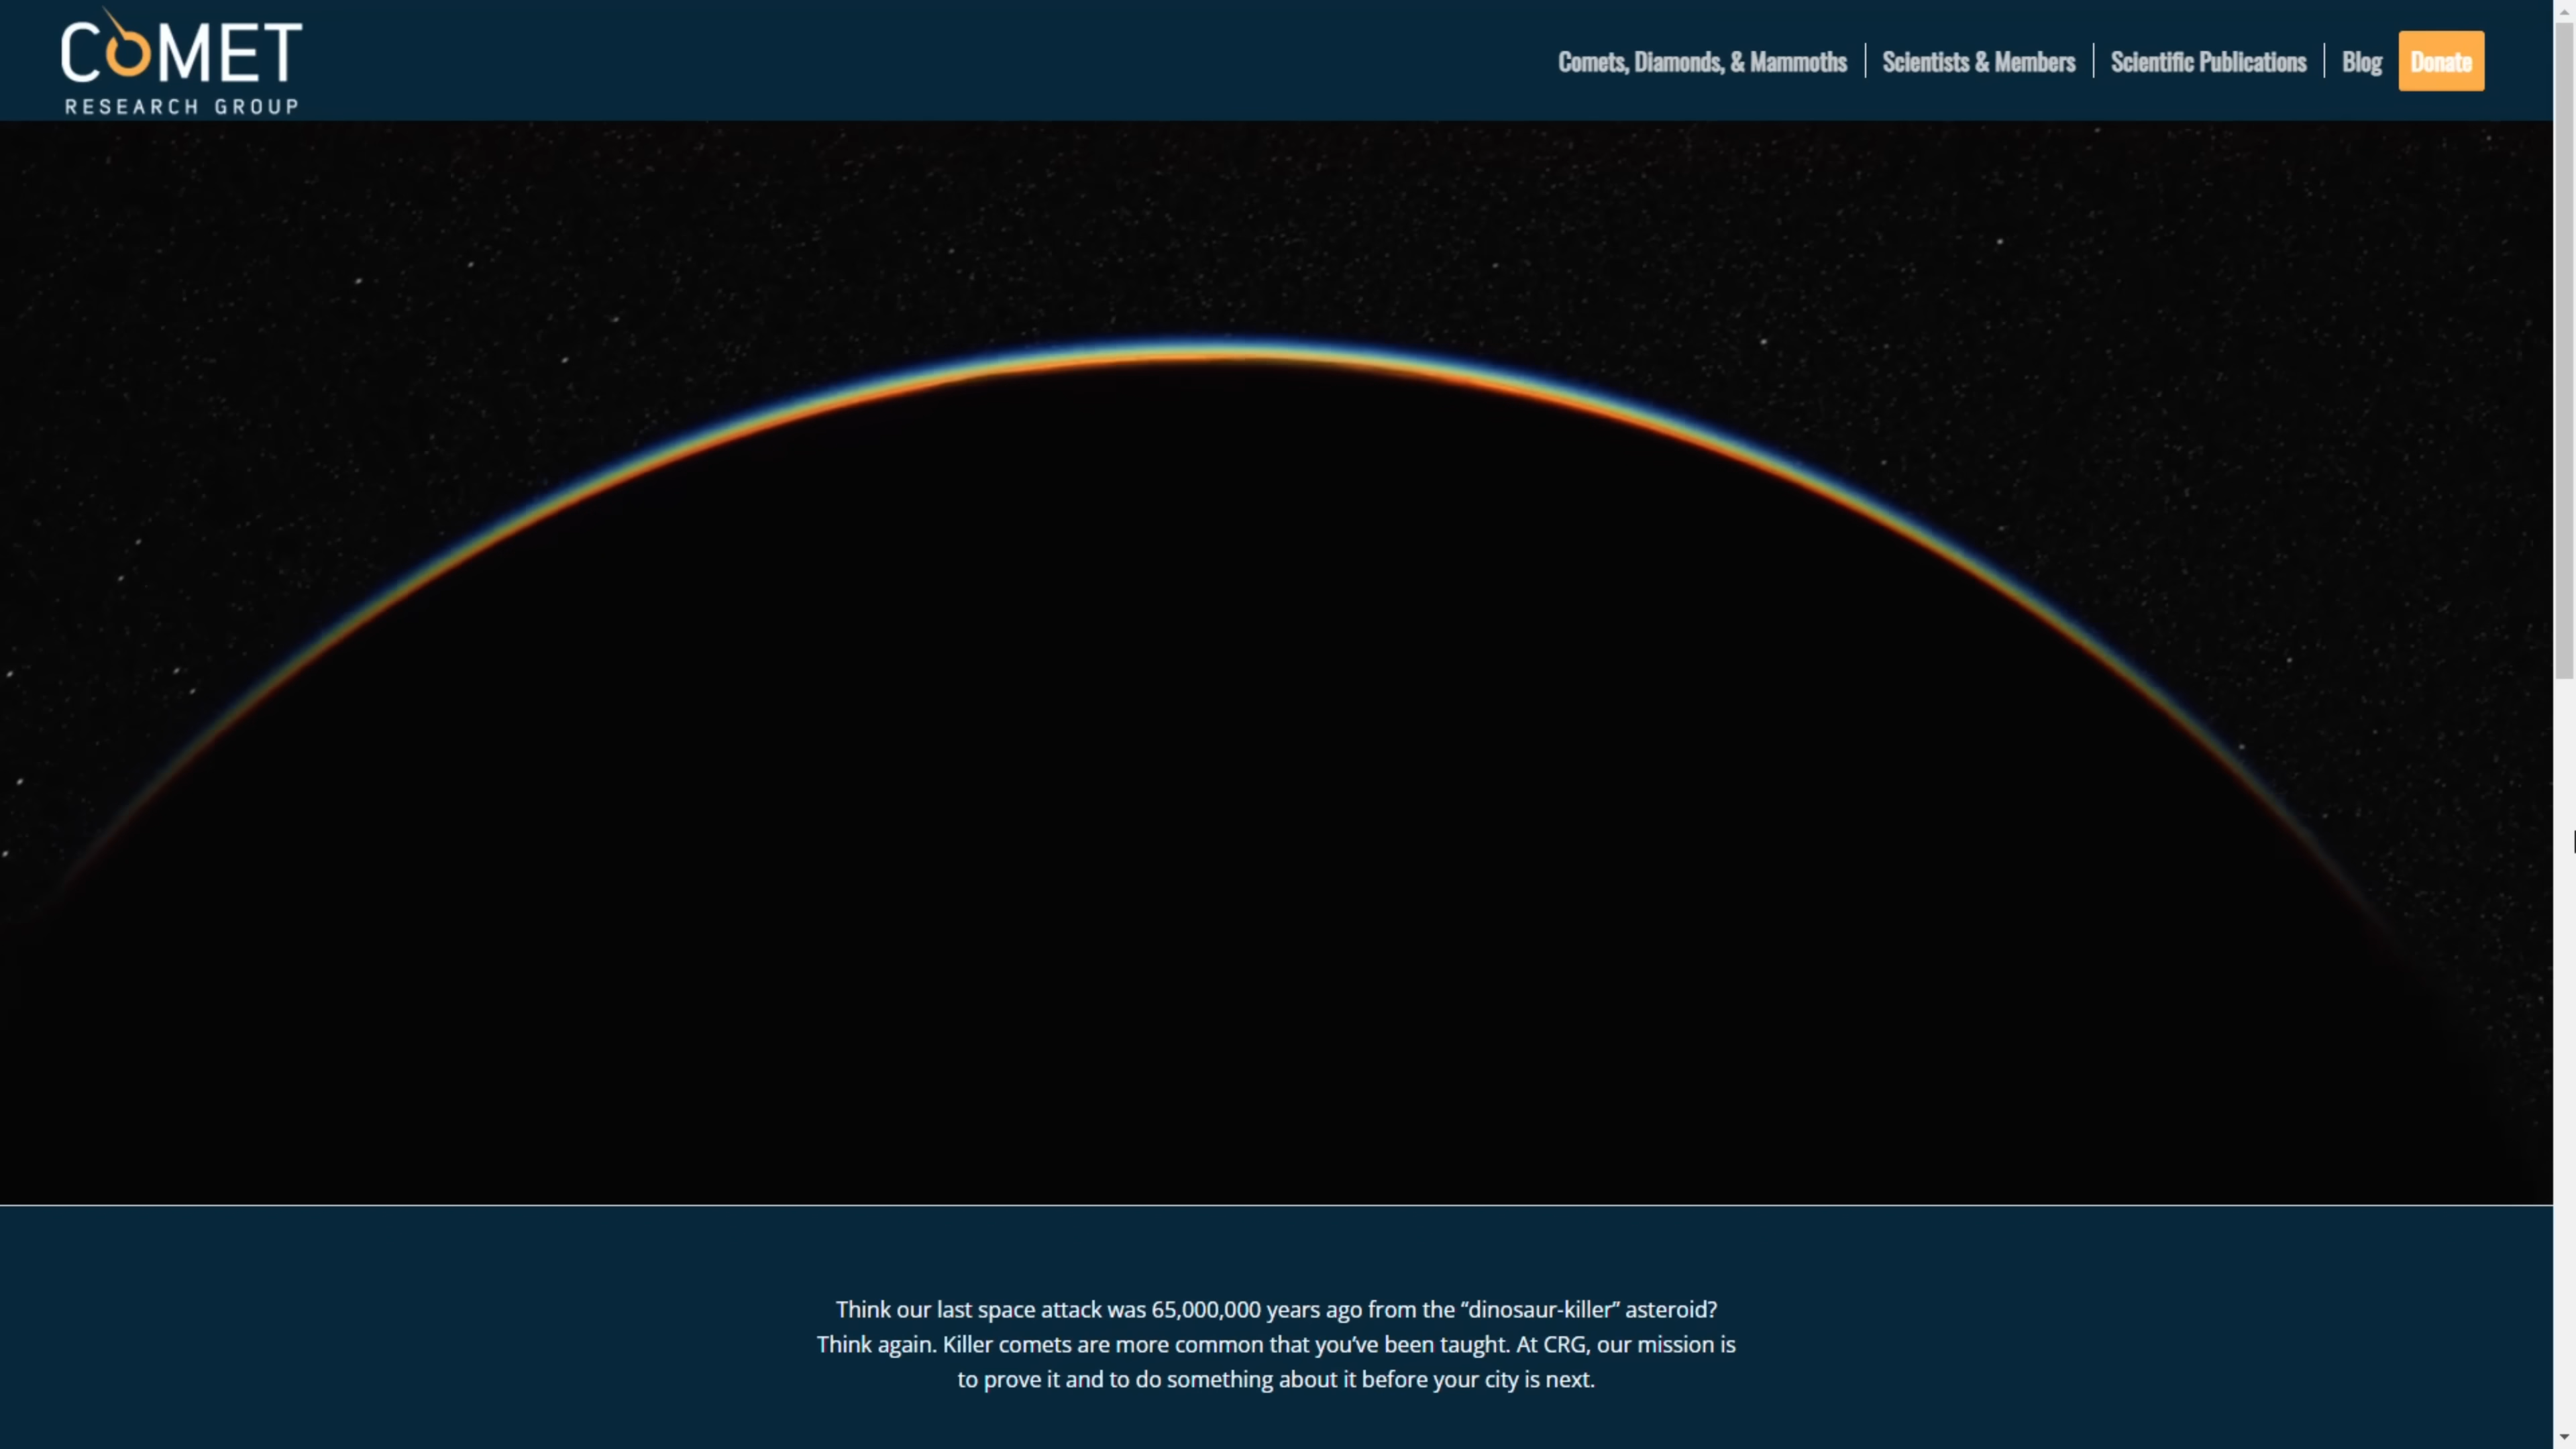 COMET
RESEARCH GROUP
Comets, Diamonds, & Mammoths
Scientists & Members
Scientific Publications
Blog
Donate
Think our last space attack was 65,000,000 years ago from the “dinosaur-killer” asteroid?
Think again. Killer comets are more common that you’ve been taught. At CRG, our mission is
to prove it and to do something about it before your city is next.